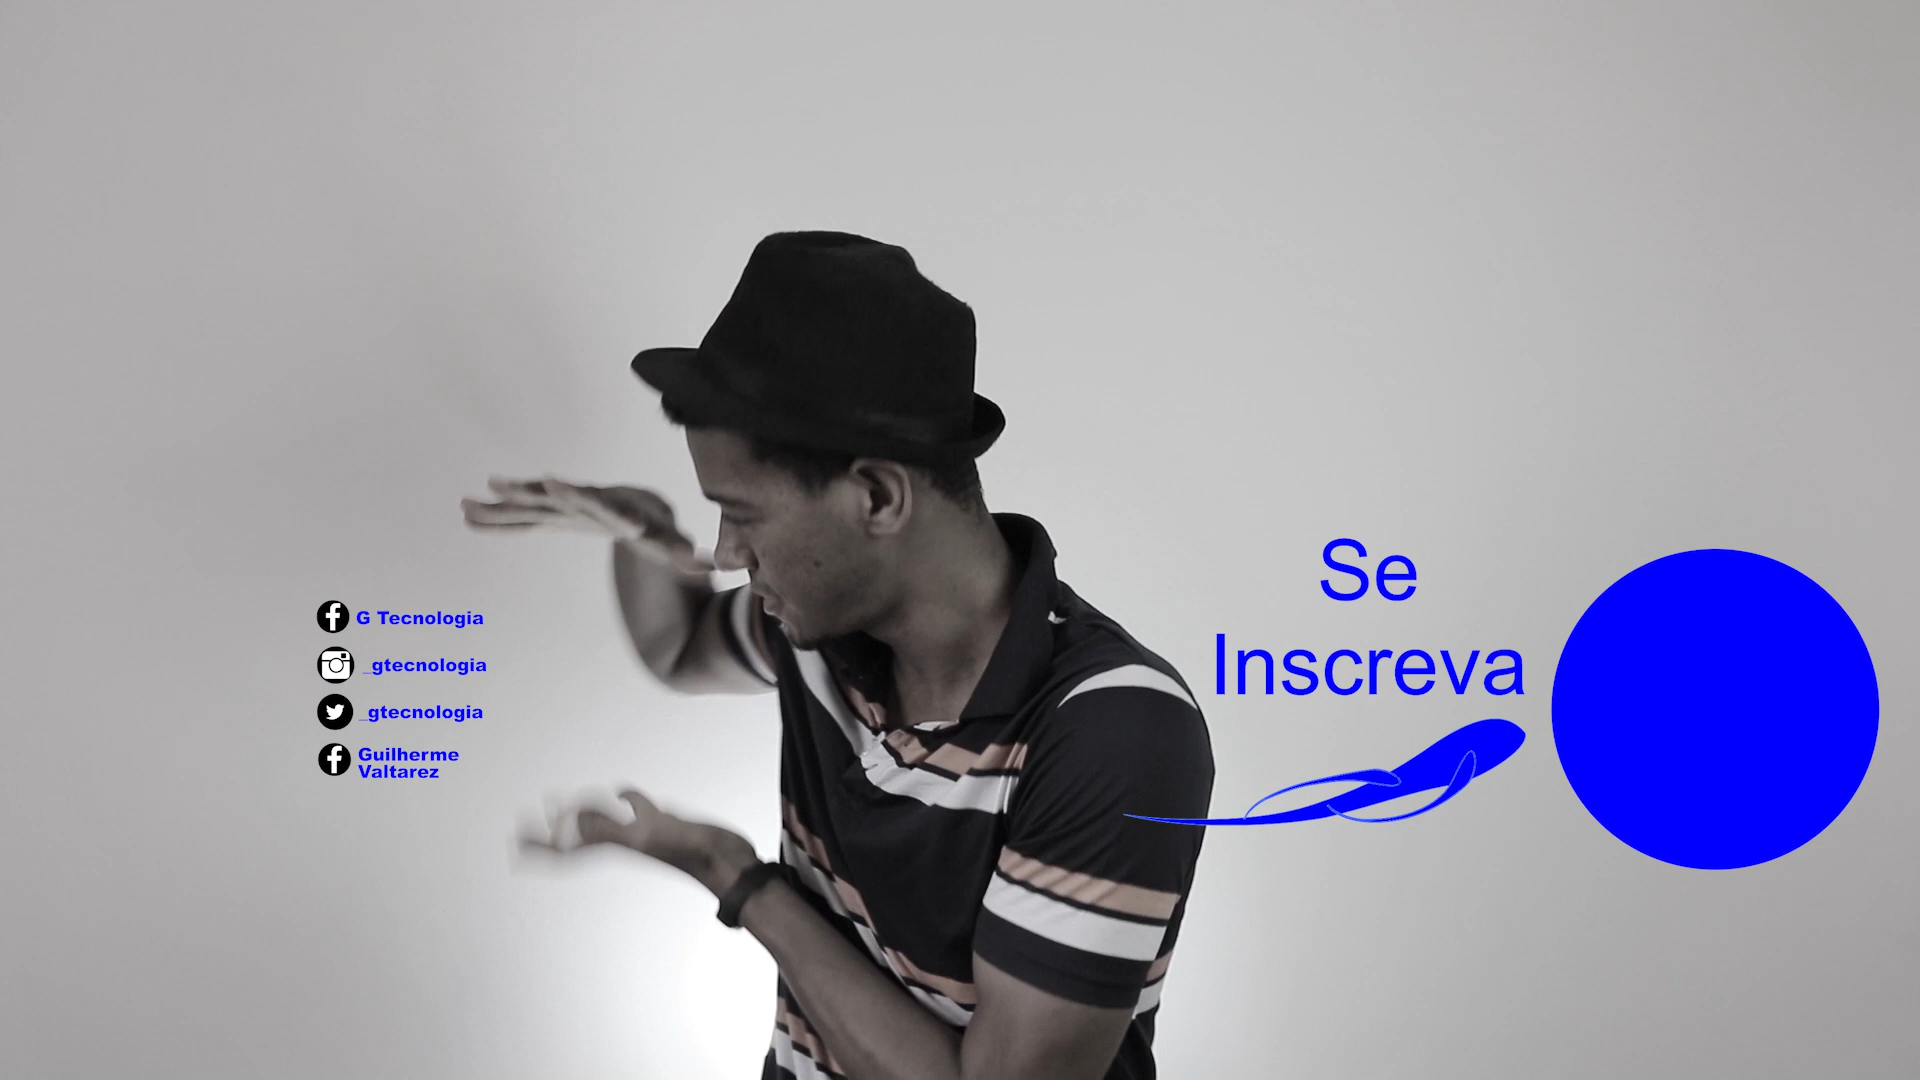 G Tecnologia
_gtecnologia
_gtecnologia
Guilherme
Valtarez
Se
Inscreva